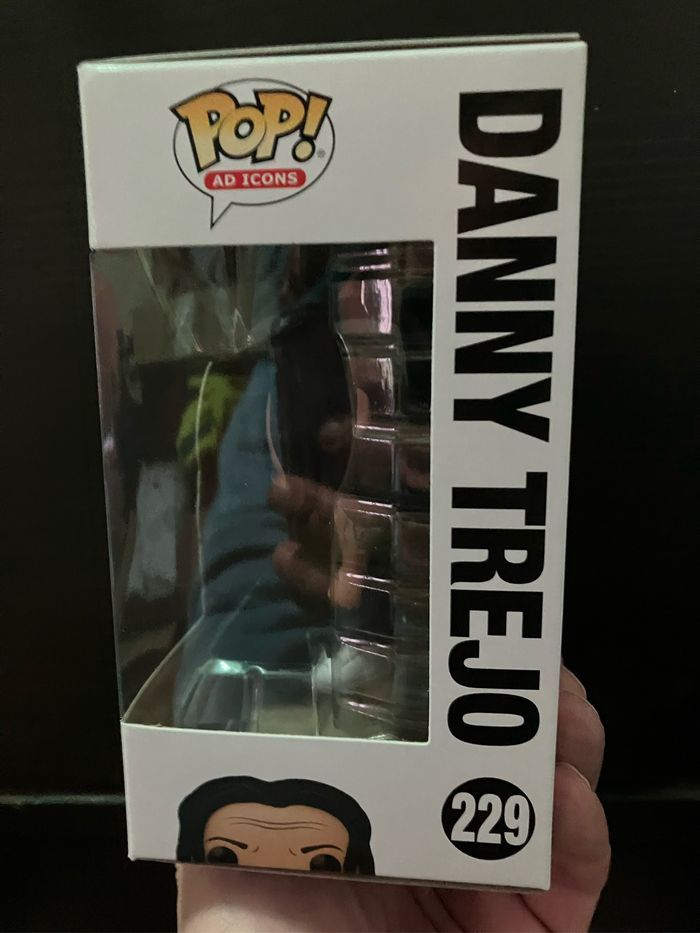 POP!
AD ICONS
DANNY TREJO
229